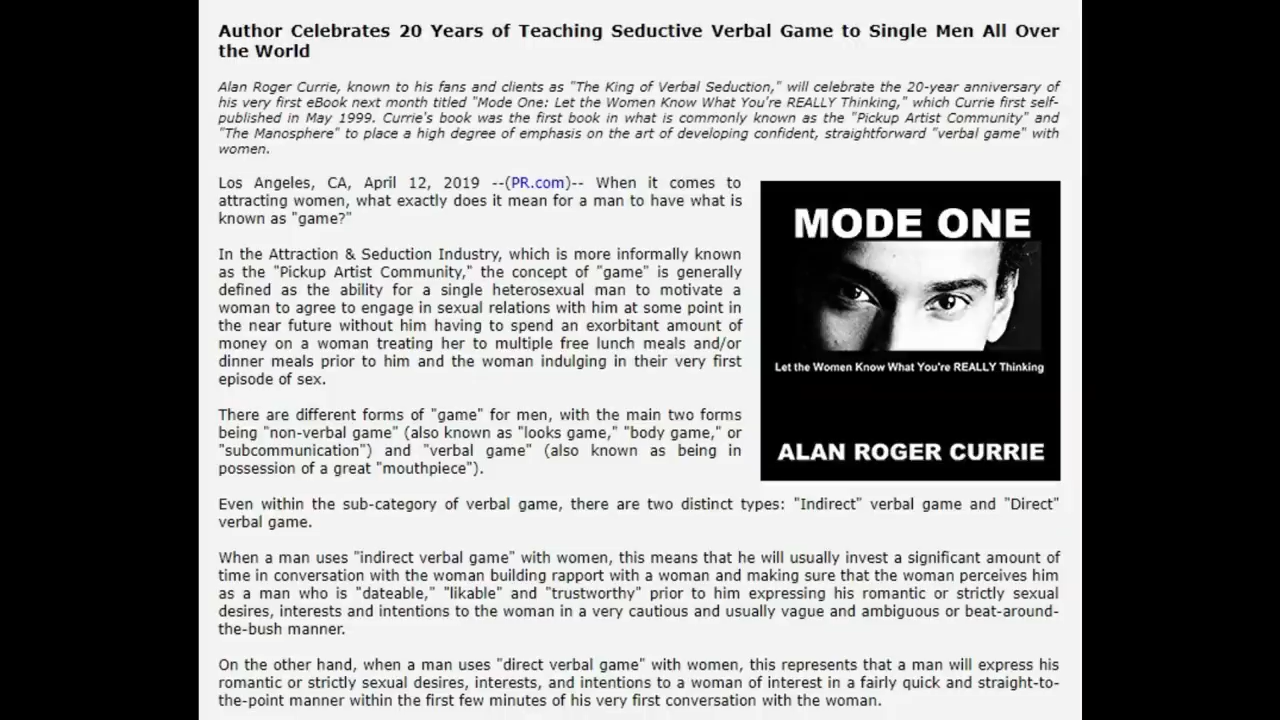 Author Celebrates 20 Years of Teaching Seductive Verbal Game to Single Men All Over
the World
Alan Roger Currie, known to his fans and clients as "The King of Verbal Seduction," will celebrate the 20-year anniversary of
his very first eBook next month titled "Mode One: Let the Women Know What You're REALLY Thinking," which Currie first self-
published in May 1999. Currie's book was the first book in what is commonly known as the "Pickup Artist Community" and
"The Manosphere" to place a high degree of emphasis on the art of developing confident, straightforward "verbal game" with
women.
Los Angeles, CA, April 12, 2019 --(PR.com)-- When it comes to
attracting women, what exactly does it mean for a man to have what is
known as "game?"
In the Attraction & Seduction Industry, which is more informally known
as the "Pickup Artist Community," the concept of "game" is generally
defined as the ability for a single heterosexual man to motivate a
woman to agree to engage in sexual relations with him at some point in
the near future without him having to spend an exorbitant amount of
money on a woman treating her to multiple free lunch meals and/or
dinner meals prior to him and the woman indulging in their very first
episode of sex.
There are different forms of "game" for men, with the main two forms
being "non-verbal game" (also known as "looks game," "body game," or
"subcommunication") and "verbal game" (also known as being in
possession of a great "mouthpiece").
MODE ONE
Let the Women Know What You're REALLY Thinking
ALAN ROGER CURRIE
Even within the sub-category of verbal game, there are two distinct types: "Indirect" verbal game and "Direct"
verbal game.
When a man uses "indirect verbal game" with women, this means that he will usually invest a significant amount of
time in conversation with the woman building rapport with a woman and making sure that the woman perceives him
as a man who is "dateable," "likable" and "trustworthy" prior to him expressing his romantic or strictly sexual
desires, interests and intentions to the woman in a very cautious and usually vague and ambiguous or beat-around-
the-bush manner.
On the other hand, when a man uses "direct verbal game" with women, this represents that a man will express his
romantic or strictly sexual desires, interests, and intentions to a woman of interest in a fairly quick and straight-to-
the-point manner within the first few minutes of his very first conversation with the woman.